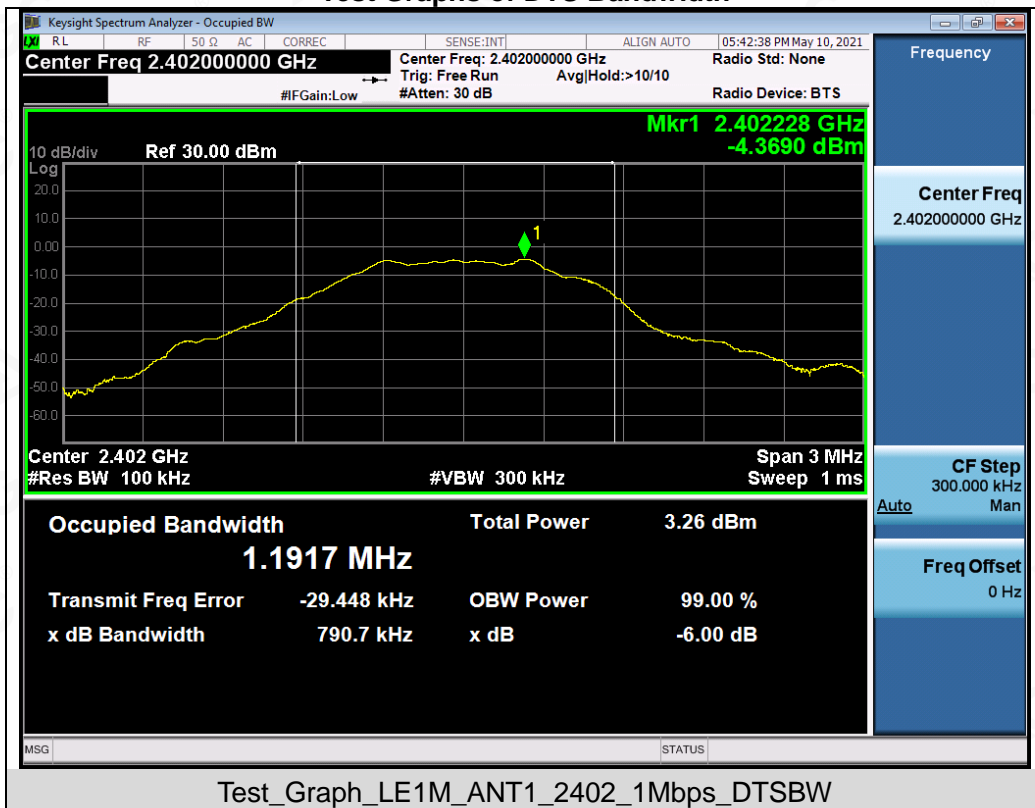 Test Graphs of DTS Bandwidth
Keysight Spectrum Analyzer - Occupied BW
LXI RL RF 50 Ω AC CORREC SENSE:INT ALIGN AUTO 05:42:38 PM May 10, 2021
Center Freq 2.402000000 GHz
Center Freq: 2.402000000 GHz
Radio Std: None
Trig: Free Run Avg|Hold:>10/10
#IFGain:Low
#Atten: 30 dB
Radio Device: BTS
Frequency
Mkr1 2.402228 GHz
-4.3690 dBm
10 dB/div Ref 30.00 dBm
Log
20.0
10.0
0.00
-10.0
-20.0
-30.0
-40.0
-50.0
-60.0
1
Center 2.402 GHz Span 3 MHz
#Res BW 100 kHz #VBW 300 kHz Sweep 1 ms
Center Freq
2.402000000 GHz
CF Step
300.000 kHz
Auto Man
Freq Offset
0 Hz
Occupied Bandwidth Total Power 3.26 dBm
1.1917 MHz
Transmit Freq Error -29.448 kHz OBW Power 99.00 %
x dB Bandwidth 790.7 kHz x dB -6.00 dB
MSG STATUS
Test_Graph_LE1M_ANT1_2402_1Mbps_DTSBW